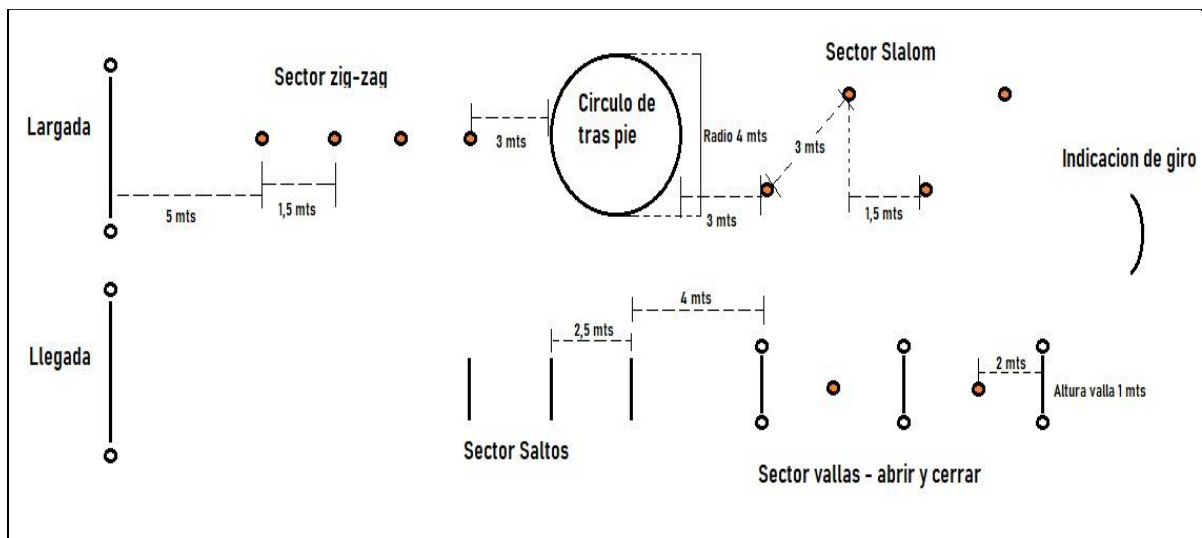 Sector zig-zag
Sector Slalom
Largada
Circulo de
tras pie
Radio 4 mts
3 mts
3 mts
Indicacion de giro
5 mts
1,5 mts
3 mts
1,5 mts
Llegada
2,5 mts
4 mts
2 mts
Altura valla 1 mts
Sector Saltos
Sector vallas - abrir y cerrar